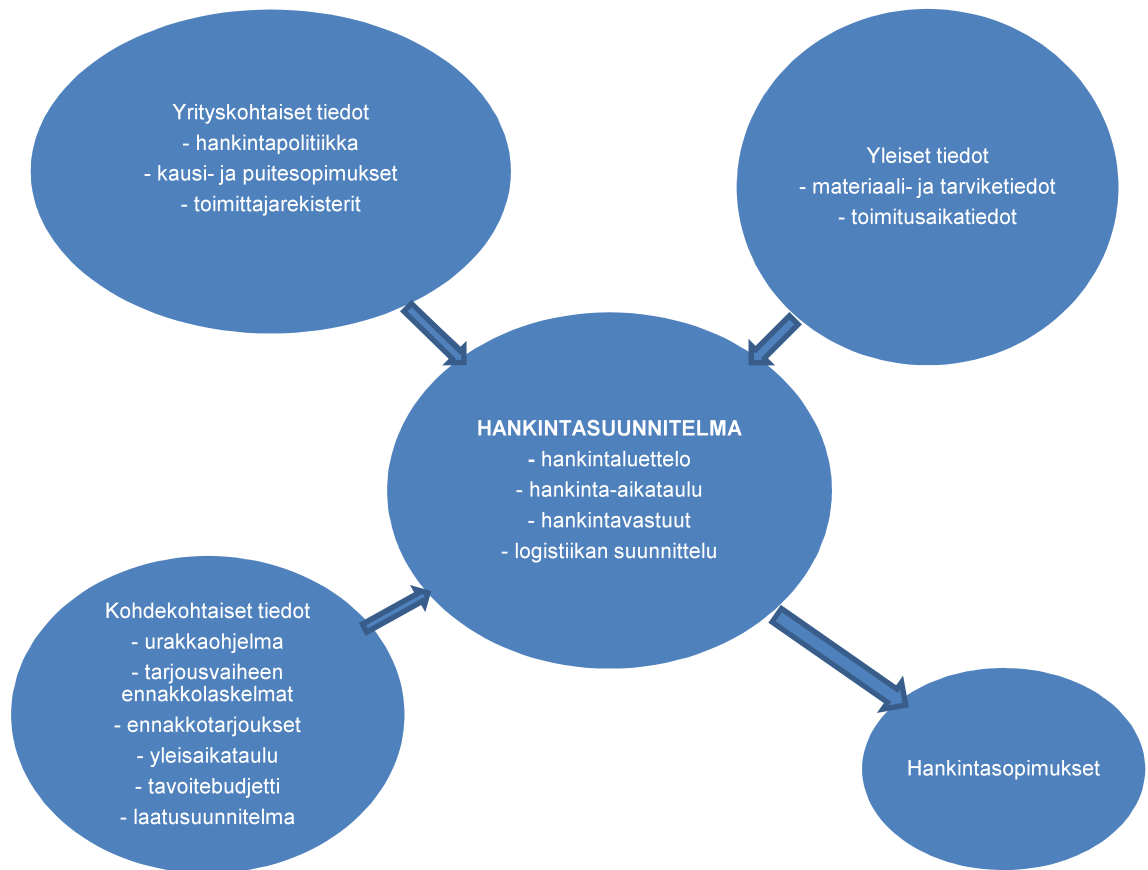 Yrityskohtaiset tiedot
- hankintapolitiikka
- kausi- ja puitesopimukset
- toimittajarekisterit
Yleiset tiedot
- materiaali- ja tarviketiedot
- toimitusaikatiedot
HANKINTASUUNNITELMA
- hankintaluettelo
- hankinta-aikataulu
- hankintavastuut
- logistiikan suunnittelu
Kohdekohtaiset tiedot
- urakkaohjelma
- tarjousvaiheen
ennakkolaskelmat
- ennakkotarjoukset
- yleisaikataulu
- tavoitebudjetti
- laatusuunnitelma
Hankintasopimukset